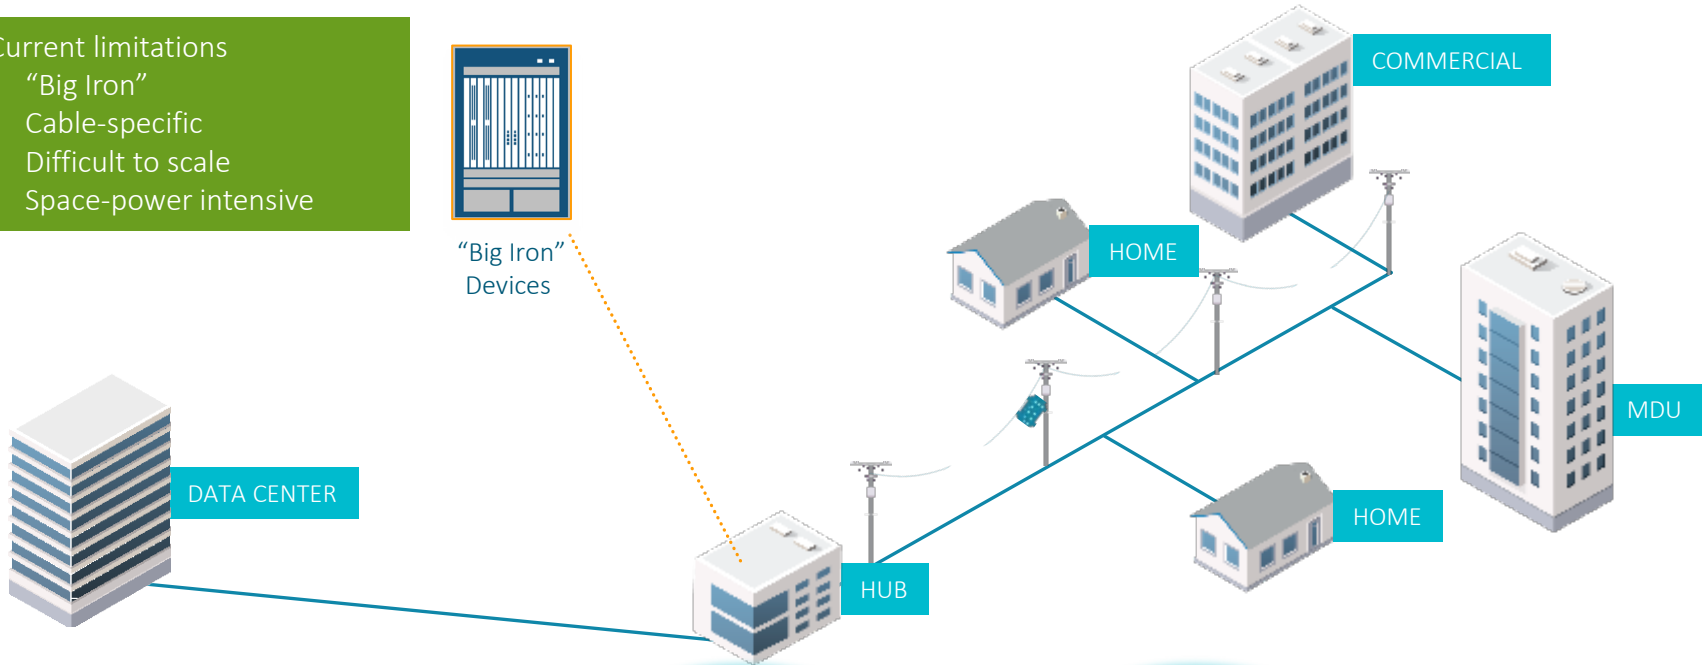 Current limitations
“Big Iron”
Cable-specific
Difficult to scale
Space-power intensive
“Big Iron”
Devices
COMMERCIAL
HOME
MDU
DATA CENTER
HOME
HUB